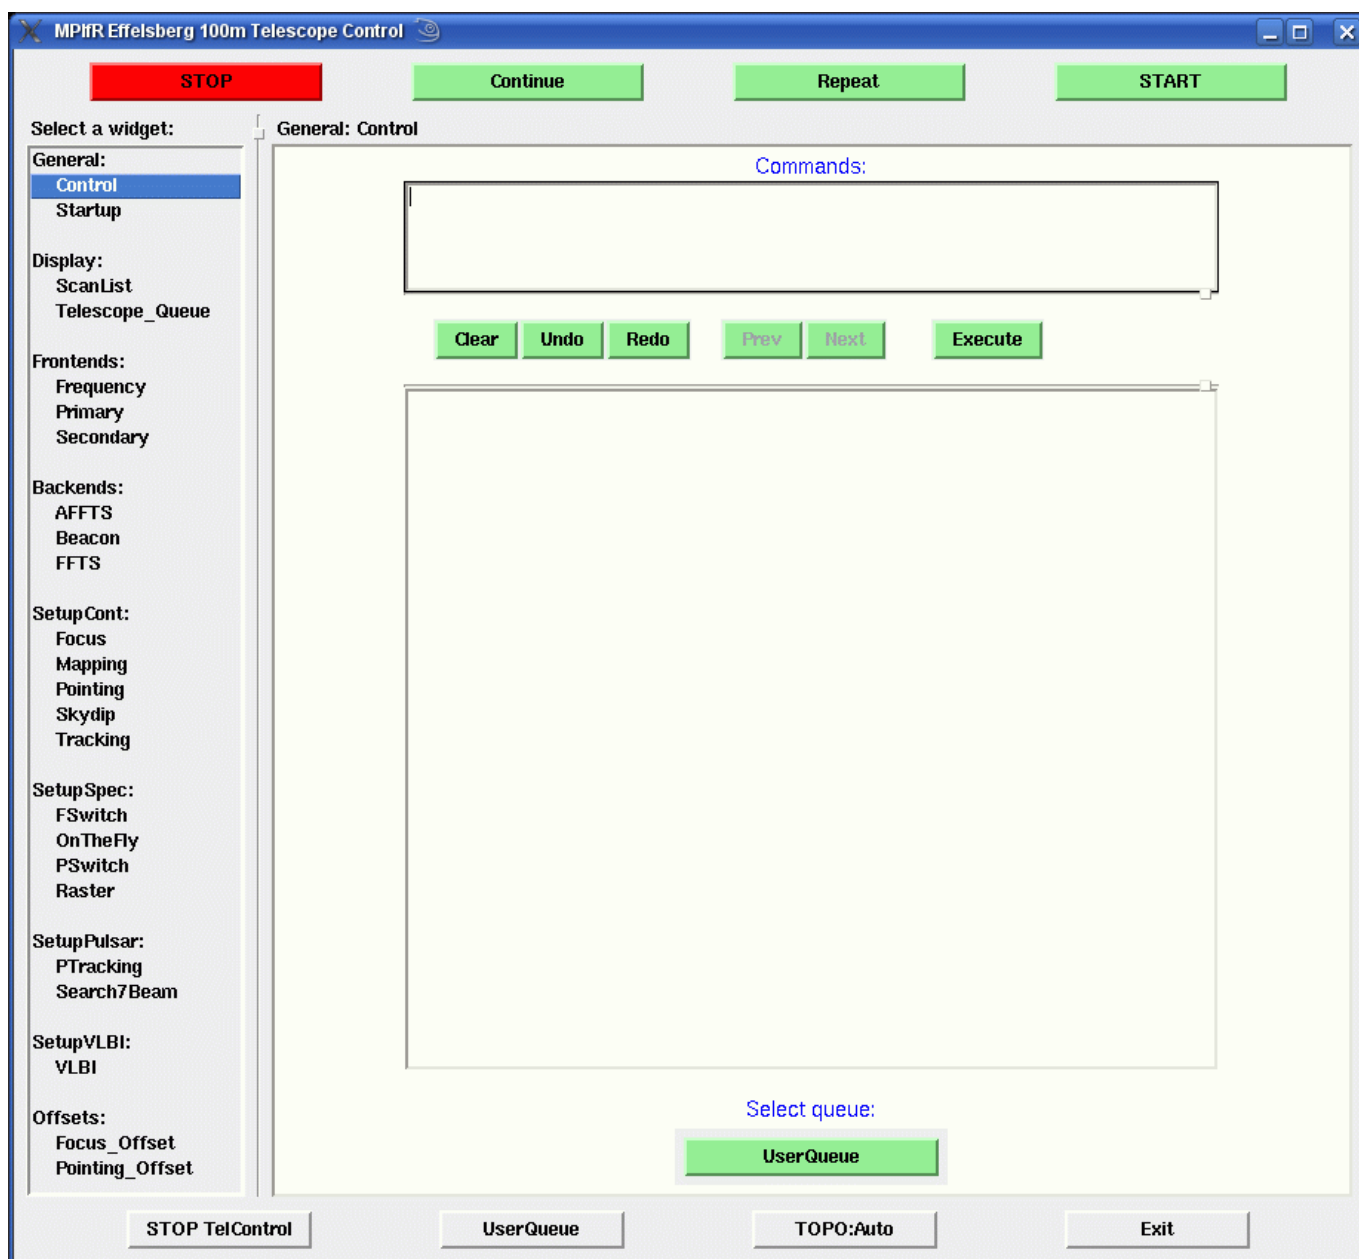 MPIfR Effelsberg 100m Telescope Control
STOP Continue Repeat START
Select a widget:
General: Control
General:
Control
Startup
Display:
ScanList
Telescope_Queue
Frontends:
Frequency
Primary
Secondary
Backends:
AFFTS
Beacon
FFTS
SetupCont:
Focus
Mapping
Pointing
Skydip
Tracking
SetupSpec:
FSwitch
OnTheFly
PSwitch
Raster
SetupPulsar:
PTracking
Search7Beam
SetupVLBI:
VLBI
Offsets:
Focus_Offset
Pointing_Offset
Commands:
Clear Undo Redo Prev Next Execute
Select queue:
UserQueue
STOP TelControl UserQueue TOPO:Auto Exit